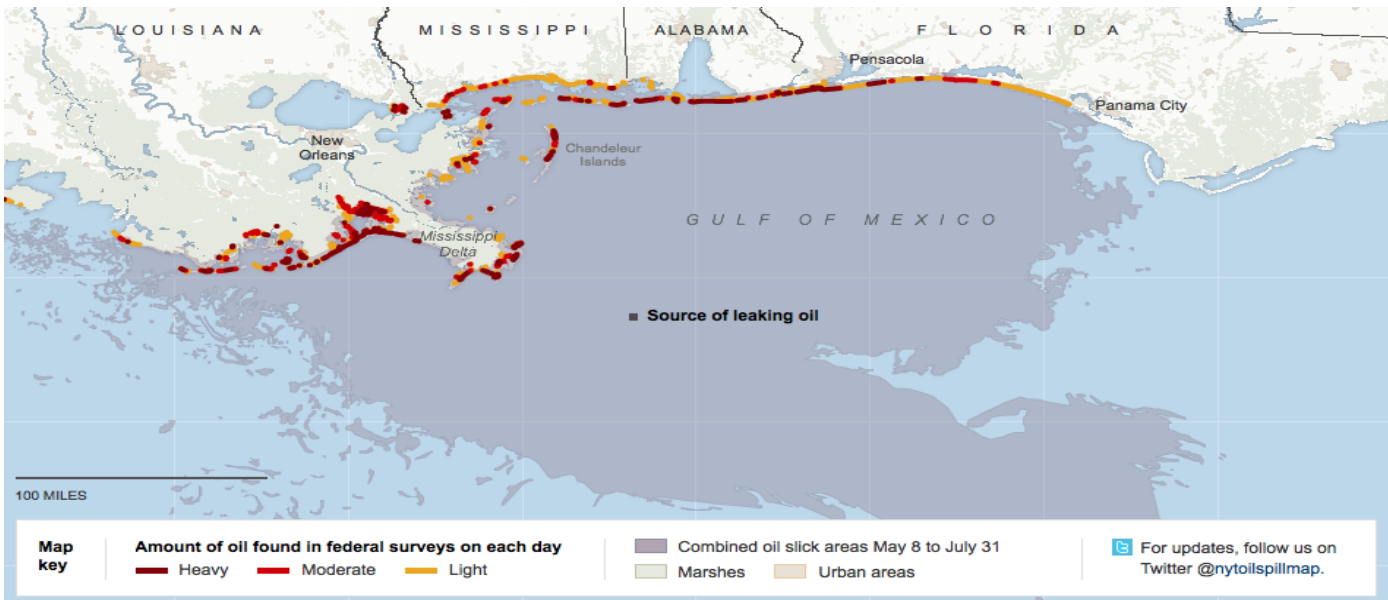 LOUISIANA
MISSISSIPPI
ALABAMA
FLORIDA
Pensacola
Panama City
New
Orleans
Chandeleur
Islands
GULF OF MEXICO
Mississippi
Delta
Source of leaking oil
100 MILES
Map
key
Amount of oil found in federal surveys on each day
Heavy
Moderate
Light
Combined oil slick areas May 8 to July 31
Marshes
Urban areas
For updates, follow us on
Twitter @nytoilspillmap.